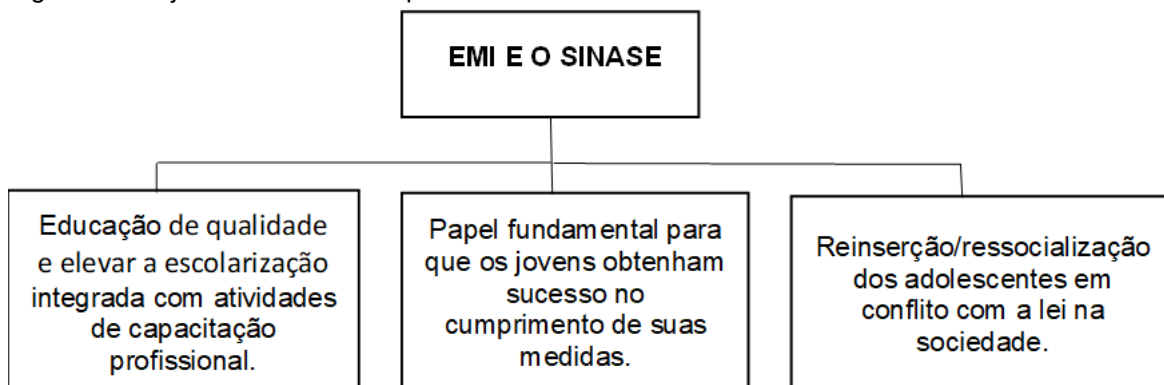 EMI E O SINASE
Educação de qualidade
e elevar a escolarização
integrada com atividades
de capacitação
profissional.
Papel fundamental para
que os jovens obtenham
sucesso no
cumprimento de suas
medidas.
Reinserção/ressocialização
dos adolescentes em
conflito com a lei na
sociedade.